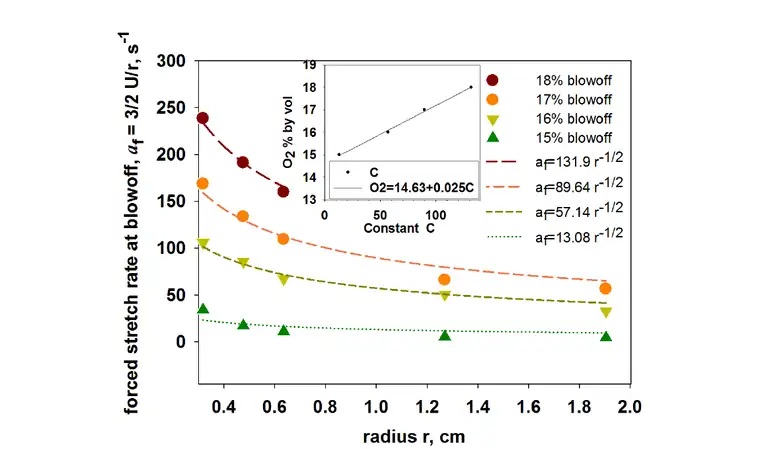 forced stretch rate at blowoff, af = 3/2 U/r, s-1
300
250
200
150
100
50
0
0.4 0.6 0.8 1.0 1.2 1.4 1.6 1.8 2.0
radius r, cm
O2 % by vol
19
18
17
16
15
14
13
0 50 100
Constant C
C
O2=14.63+0.025C
18% blowoff
17% blowoff
16% blowoff
15% blowoff
af=131.9 r-1/2
af=89.64 r-1/2
af=57.14 r-1/2
af=13.08 r-1/2